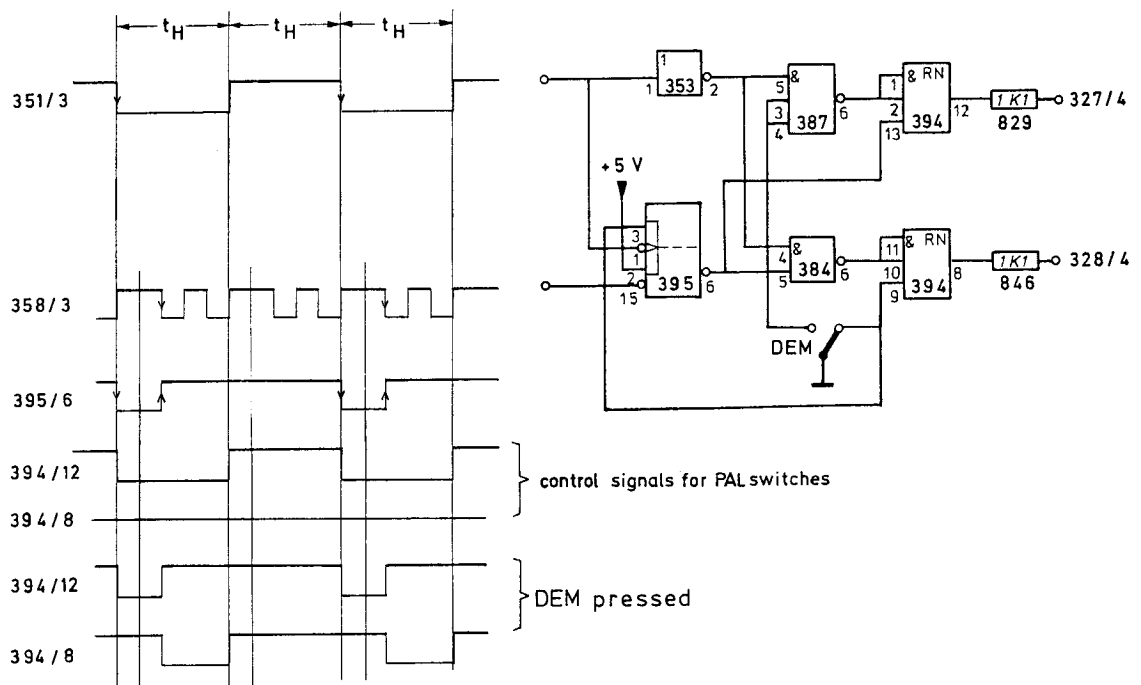 t_H t_H t_H
351/3
358/3
395/6
394/12
394/8
control signals for PAL switches
394/12
394/8
DEM pressed
1
1 353 2
5 & 3 4 387 6
1 & RN 2 13 394 12
1K1
829
327/4
+5 V
3
1
2
15 395 6
& 4 5 384 6
11 & RN 10 9 394 8
1K1
846
328/4
DEM